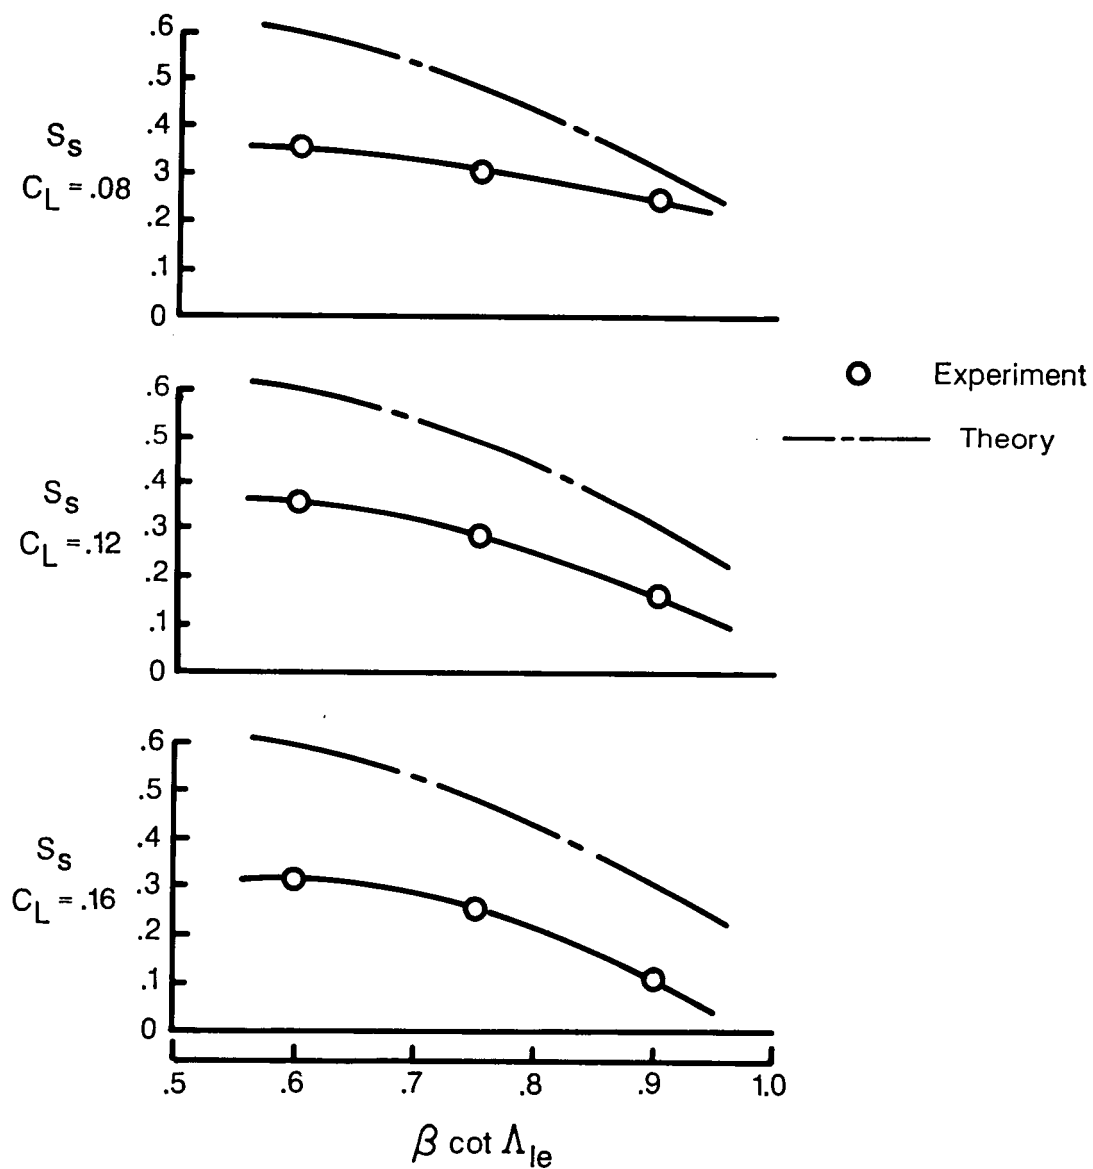 .6
.5
.4
S_s
.3
C_L = .08
.2
.1
0
.6
.5
.4
S_s
.3
C_L = .12
.2
.1
0
Experiment
Theory
.6
.5
.4
S_s
.3
C_L = .16
.2
.1
0
.5 .6 .7 .8 .9 1.0
β cot Λ_le